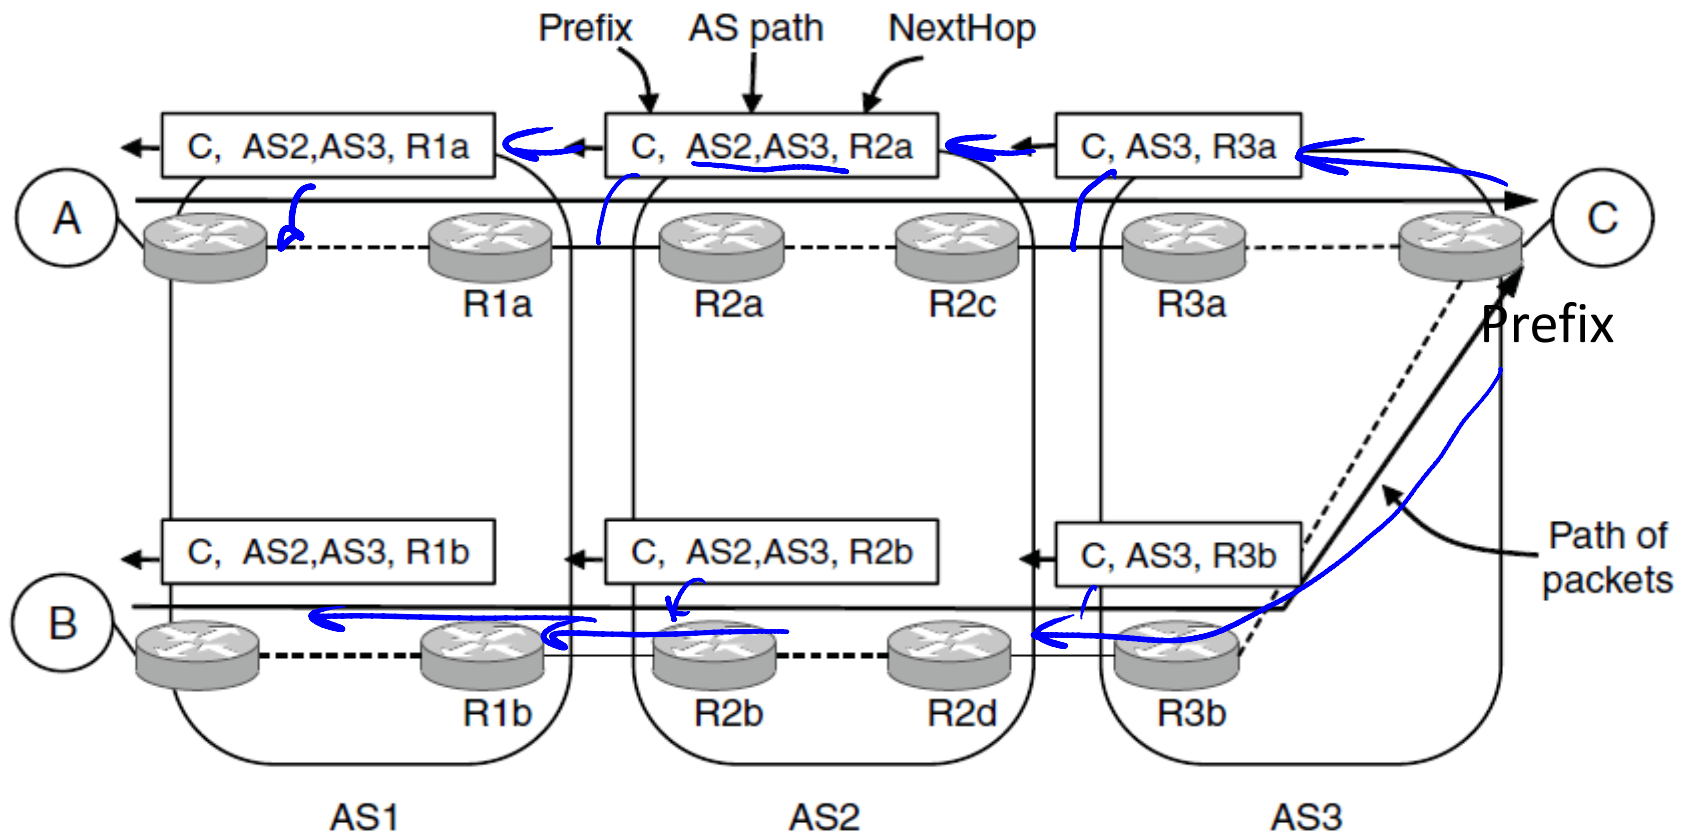 Prefix AS path NextHop
C, AS2,AS3, R1a
C, AS2,AS3, R2a
C, AS3, R3a
A
C
R1a
R2a
R2c
R3a
Prefix
C, AS2,AS3, R1b
C, AS2,AS3, R2b
C, AS3, R3b
Path of
packets
B
R1b
R2b
R2d
R3b
AS1
AS2
AS3